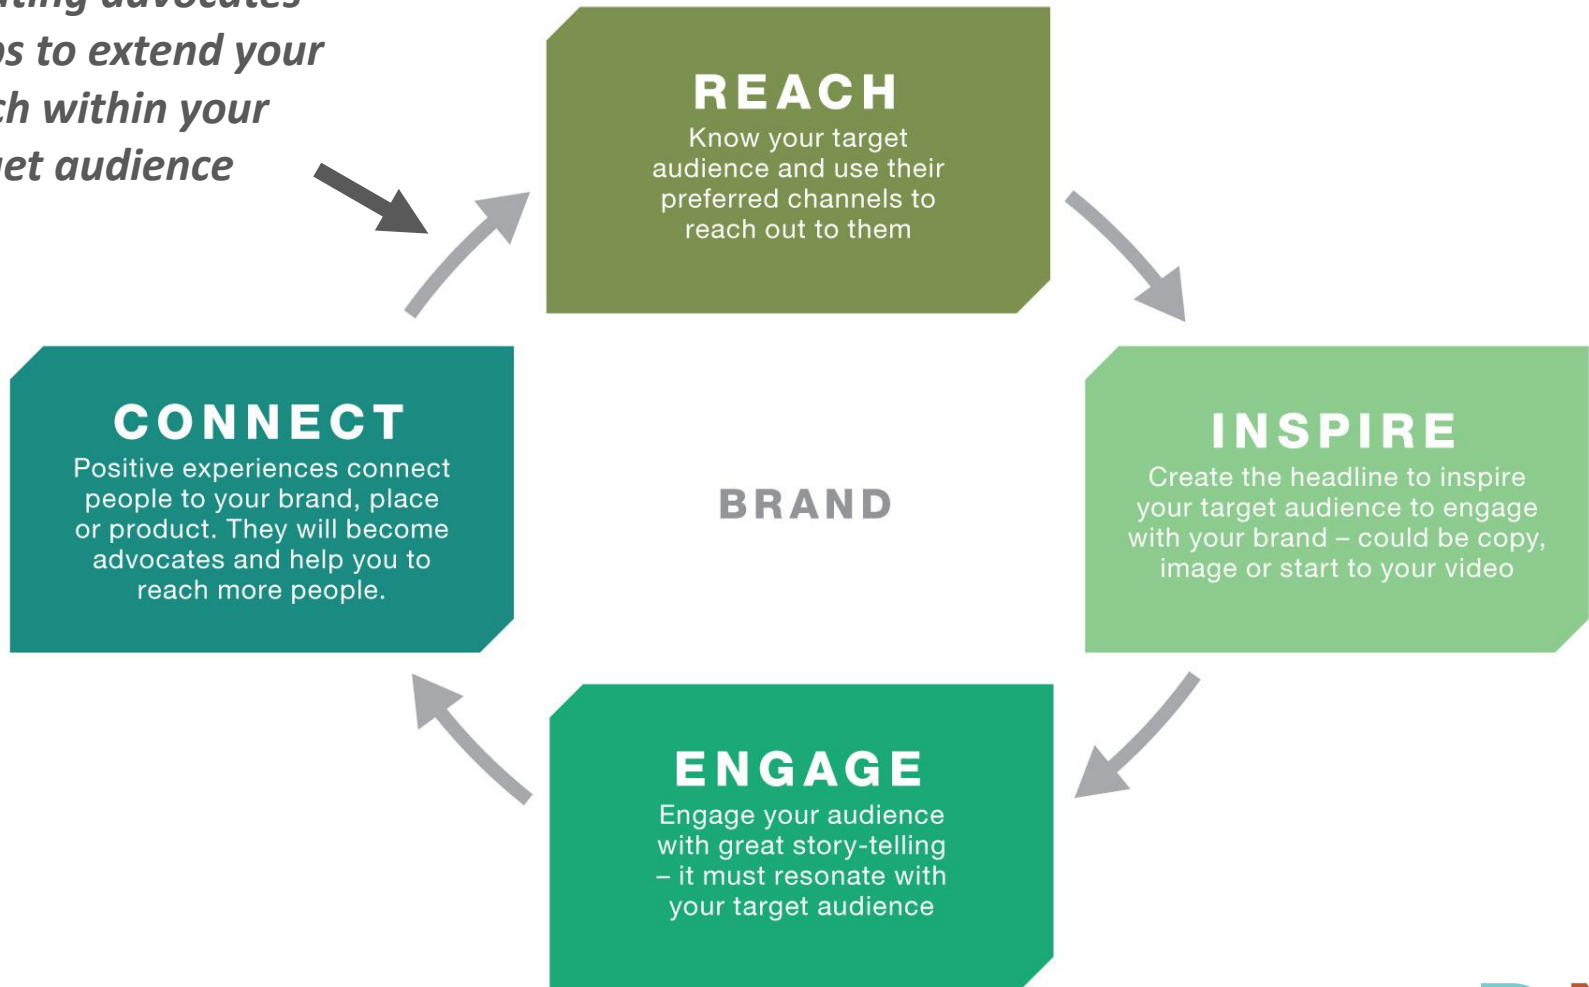 advocates
to extend your
within your
audience
REACH
Know your target
audience and use their
preferred channels to
reach out to them
CONNECT
Positive experiences connect
people to your brand, place
or product. They will become
advocates and help you to
reach more people.
BRAND
INSPIRE
Create the headline to inspire
your target audience to engage
with your brand – could be copy,
image or start to your video
ENGAGE
Engage your audience
with great story-telling
– it must resonate with
your target audience